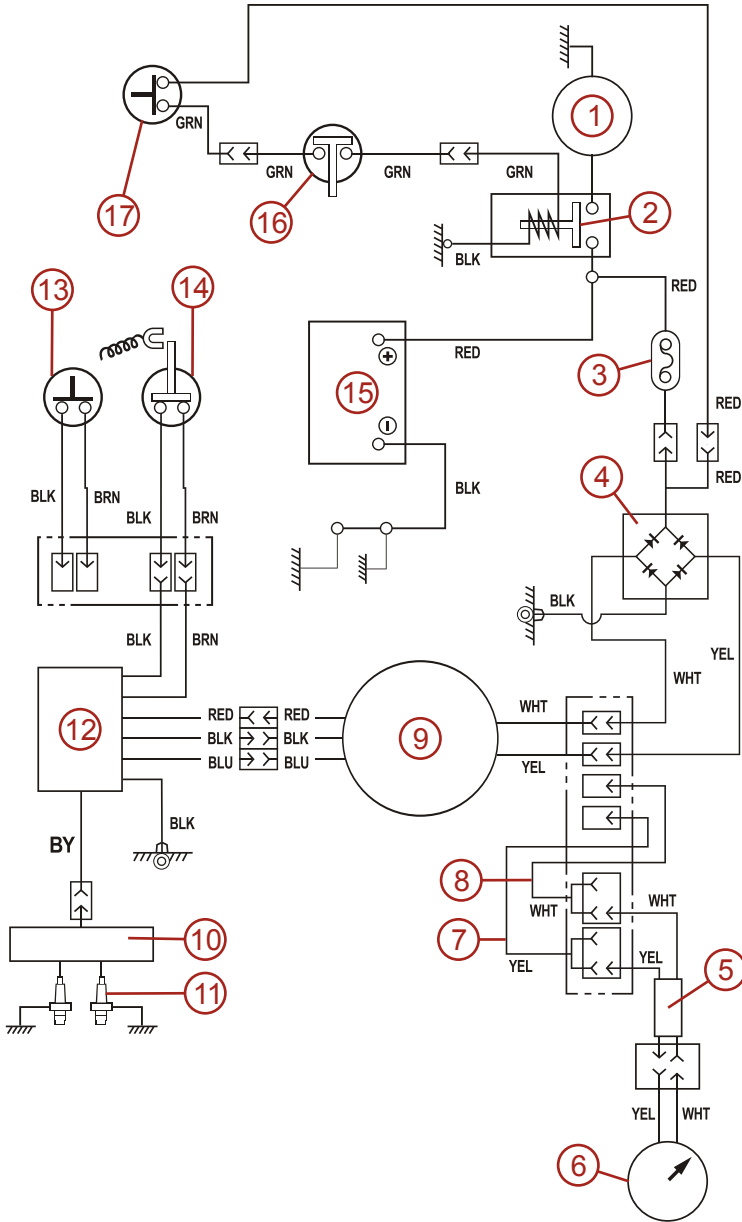 1
17
GRN
GRN
GRN
GRN
16
2
BLK
13
14
RED
RED
3
15
RED
RED
4
BLK
BRN
BLK
BRN
BLK
BLK
YEL
BLK
BRN
WHT
12
RED
RED
BLK
BLK
BLU
BLU
9
WHT
YEL
BLK
BY
8
WHT
WHT
7
YEL
YEL
10
11
5
YEL
WHT
6